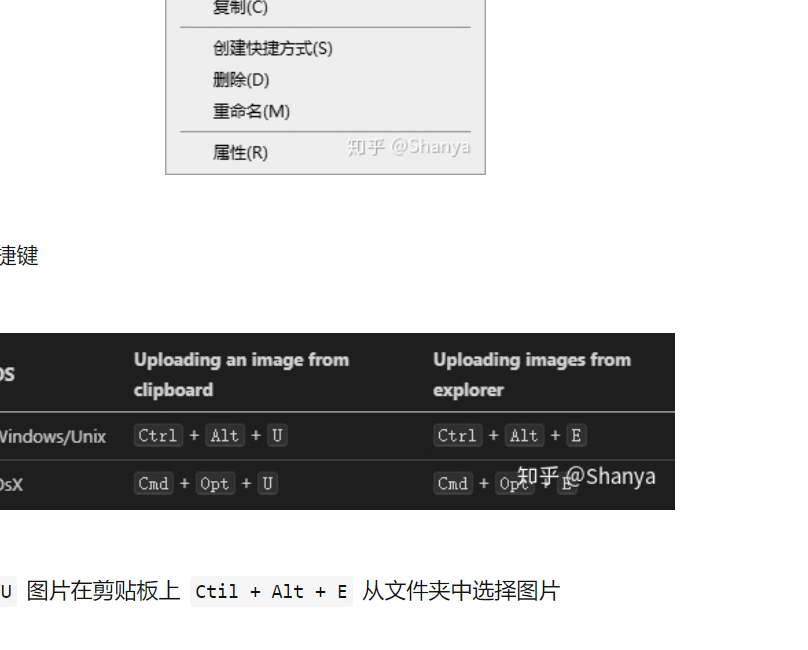 复制(C)
创建快捷方式(S)
删除(D)
重命名(M)
属性(R)
知乎 @Shanya
捷键
OS
Uploading an image from clipboard
Uploading images from explorer
Windows/Unix
Ctrl + Alt + U
Ctrl + Alt + E
OsX
Cmd + Opt + U
Cmd + Opt + E
知乎 @Shanya
U 图片在剪贴板上 Ctil + Alt + E 从文件夹中选择图片